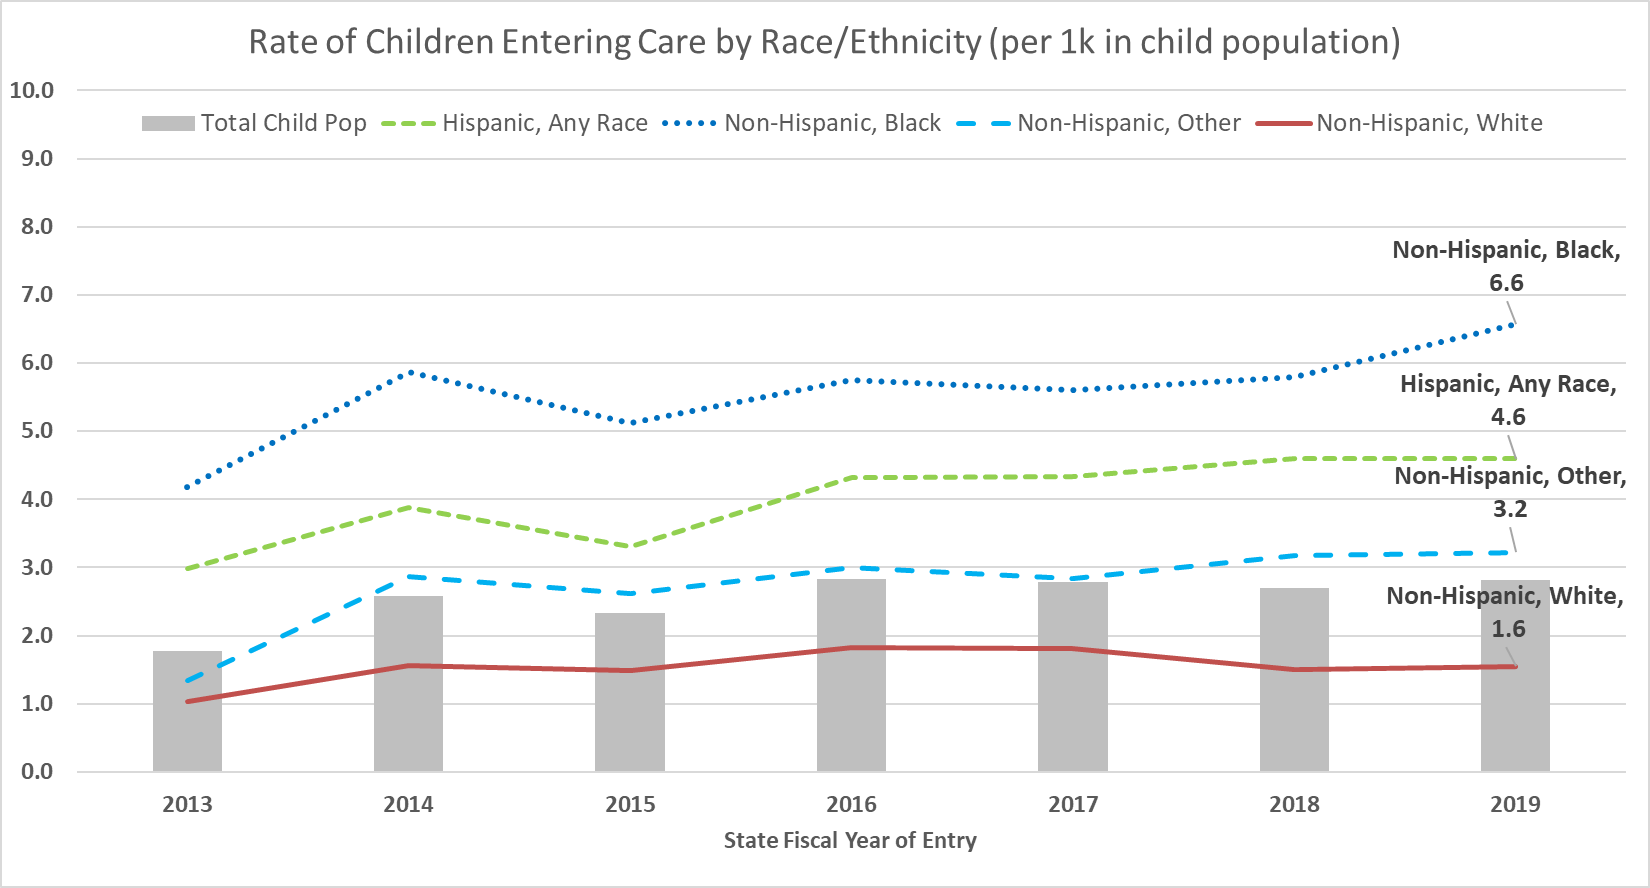 Rate of Children Entering Care by Race/Ethnicity (per 1k in child population)
10.0
Total Child Pop Hispanic, Any Race Non-Hispanic, Black Non-Hispanic, Other Non-Hispanic, White
9.0
8.0
Non-Hispanic, Black,
6.6
7.0
6.0
Hispanic, Any Race,
4.6
5.0
Non-Hispanic, Other,
3.2
4.0
3.0
Non-Hispanic, White,
1.6
2.0
1.0
0.0
2013 2014 2015 2016 2017 2018 2019
State Fiscal Year of Entry